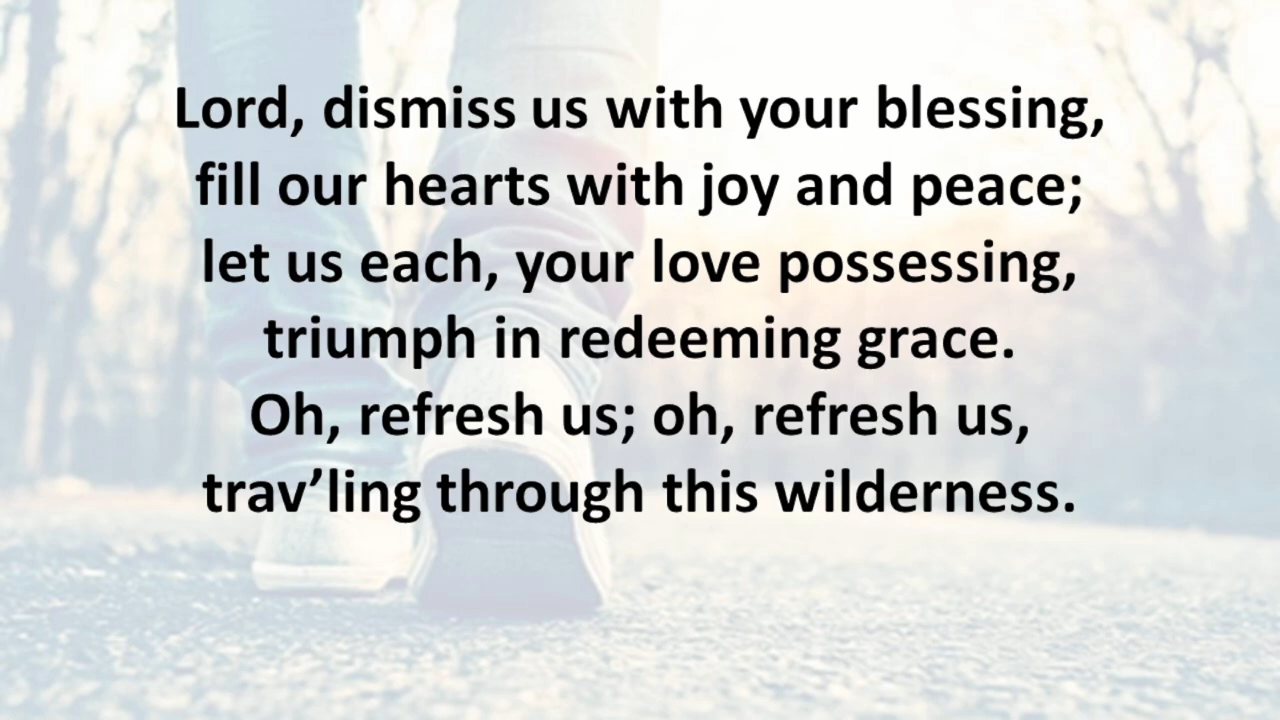 Lord, dismiss us with your blessing,
fill our hearts with joy and peace;
let us each, your love possessing,
triumph in redeeming grace.
Oh, refresh us; oh, refresh us,
trav’ling through this wilderness.